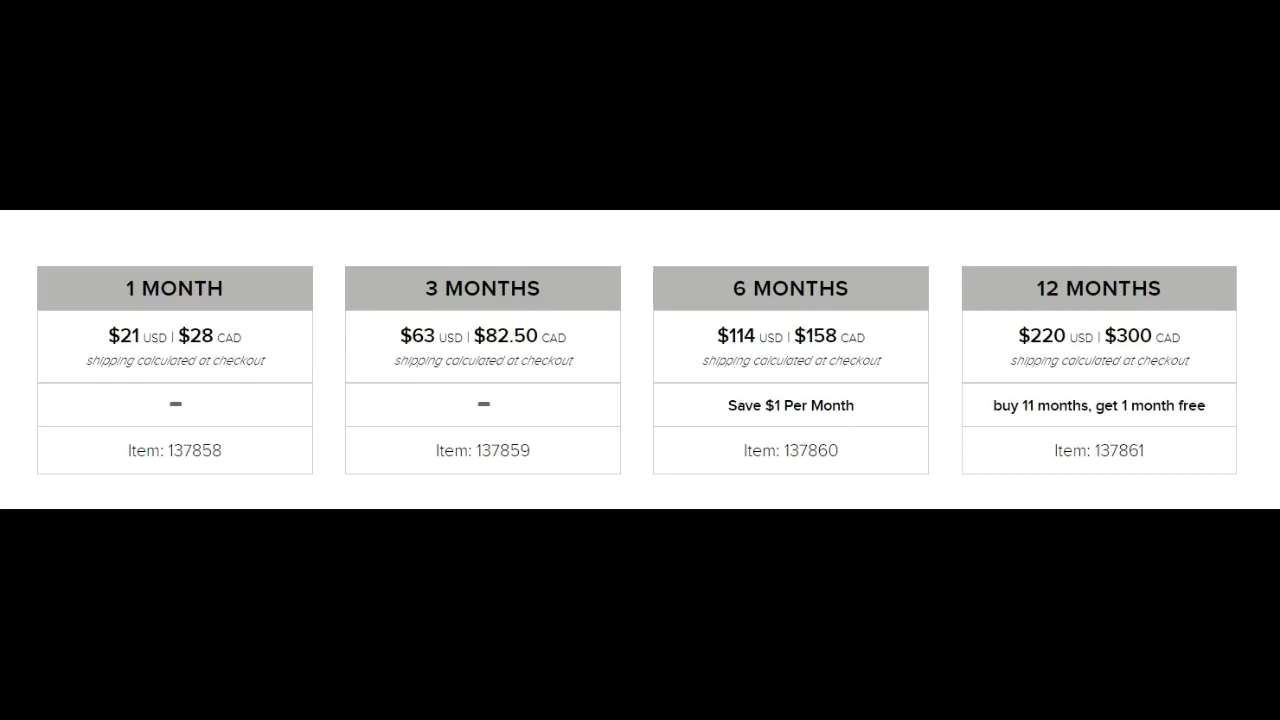 1 MONTH
$21 USD | $28 CAD
shipping calculated at checkout
-
Item: 137858
3 MONTHS
$63 USD | $82.50 CAD
shipping calculated at checkout
-
Item: 137859
6 MONTHS
$114 USD | $158 CAD
shipping calculated at checkout
Save $1 Per Month
Item: 137860
12 MONTHS
$220 USD | $300 CAD
shipping calculated at checkout
buy 11 months, get 1 month free
Item: 137861